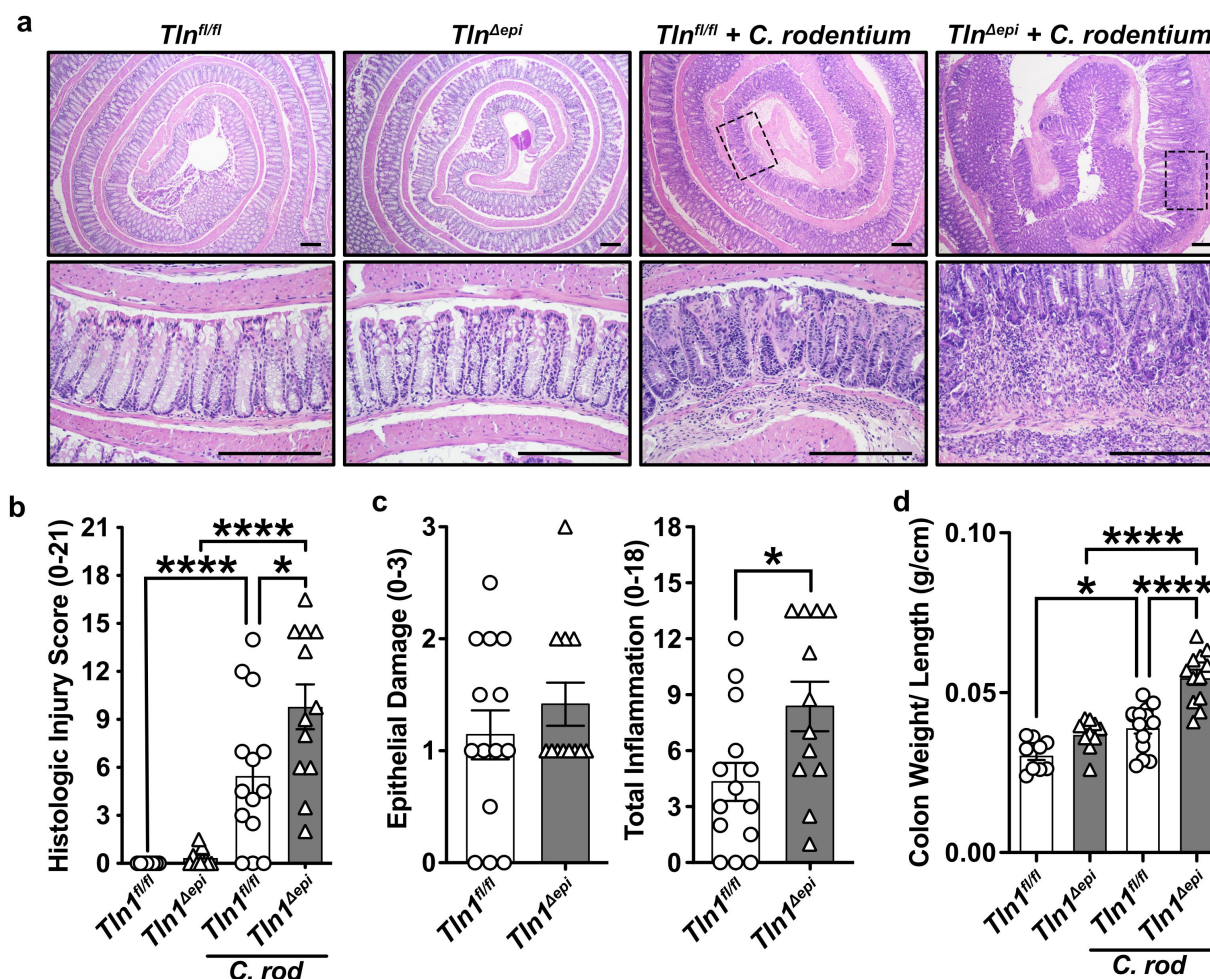 a
Tln^fl/fl
Tln^Δepi
Tln^fl/fl + C. rodentium
Tln^Δepi + C. rodentium
b
Histologic Injury Score (0-21)
21
18
15
12
9
6
3
0
****
****
*
Tln1^fl/fl
Tln1^Δepi
Tln1^fl/fl
Tln1^Δepi
C. rod
c
Epithelial Damage (0-3)
3
2
1
0
Tln1^fl/fl
Tln1^Δepi
Total Inflammation (0-18)
18
15
12
9
6
3
0
*
Tln1^fl/fl
Tln1^Δepi
d
Colon Weight/ Length (g/cm)
0.10
0.05
0.00
****
*
****
Tln1^fl/fl
Tln1^Δepi
Tln1^fl/fl
Tln1^Δepi
C. rod